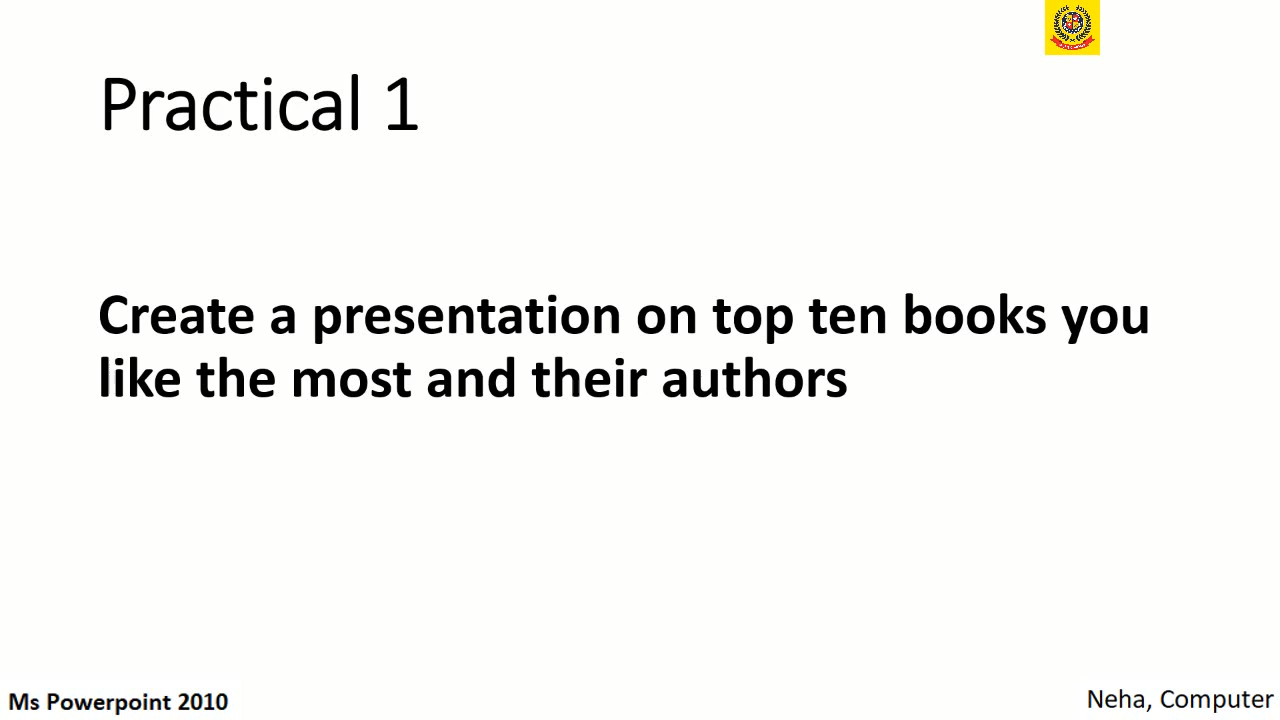 Practical 1
Create a presentation on top ten books you
like the most and their authors
Ms Powerpoint 2010
Neha, Computer